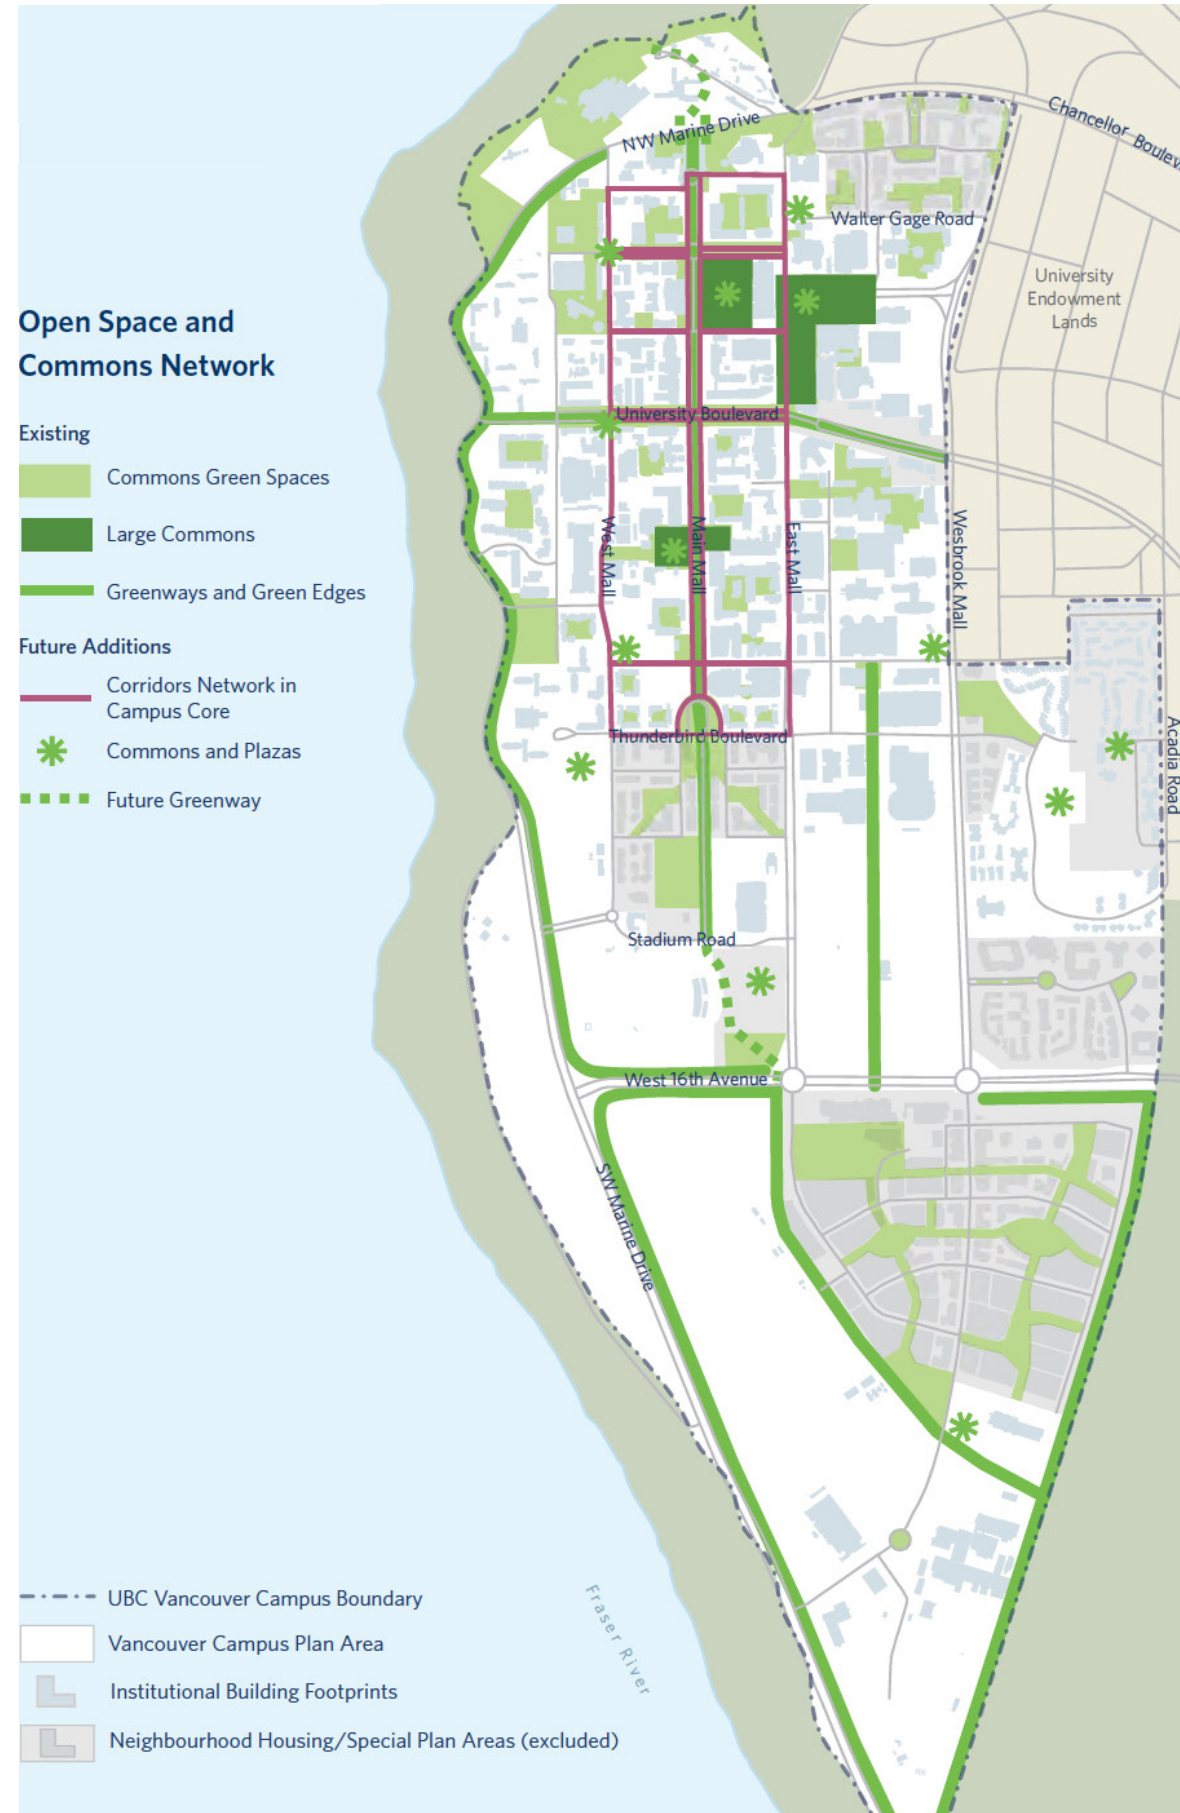 Open Space and
Commons Network
Existing
Commons Green Spaces
Large Commons
Greenways and Green Edges
Future Additions
Corridors Network in
Campus Core
Commons and Plazas
Future Greenway
UBC Vancouver Campus Boundary
Vancouver Campus Plan Area
Institutional Building Footprints
Neighbourhood Housing/Special Plan Areas (excluded)
Chancellor Boulev
NW Marine Drive
Walter Gage Road
University
Endowment
Lands
University Boulevard
West Mall
Main Mall
East Mall
Wesbrook Mall
Acadia Road
Thunderbird Boulevard
Stadium Road
West 16th Avenue
SW Marine Drive
Fraser River